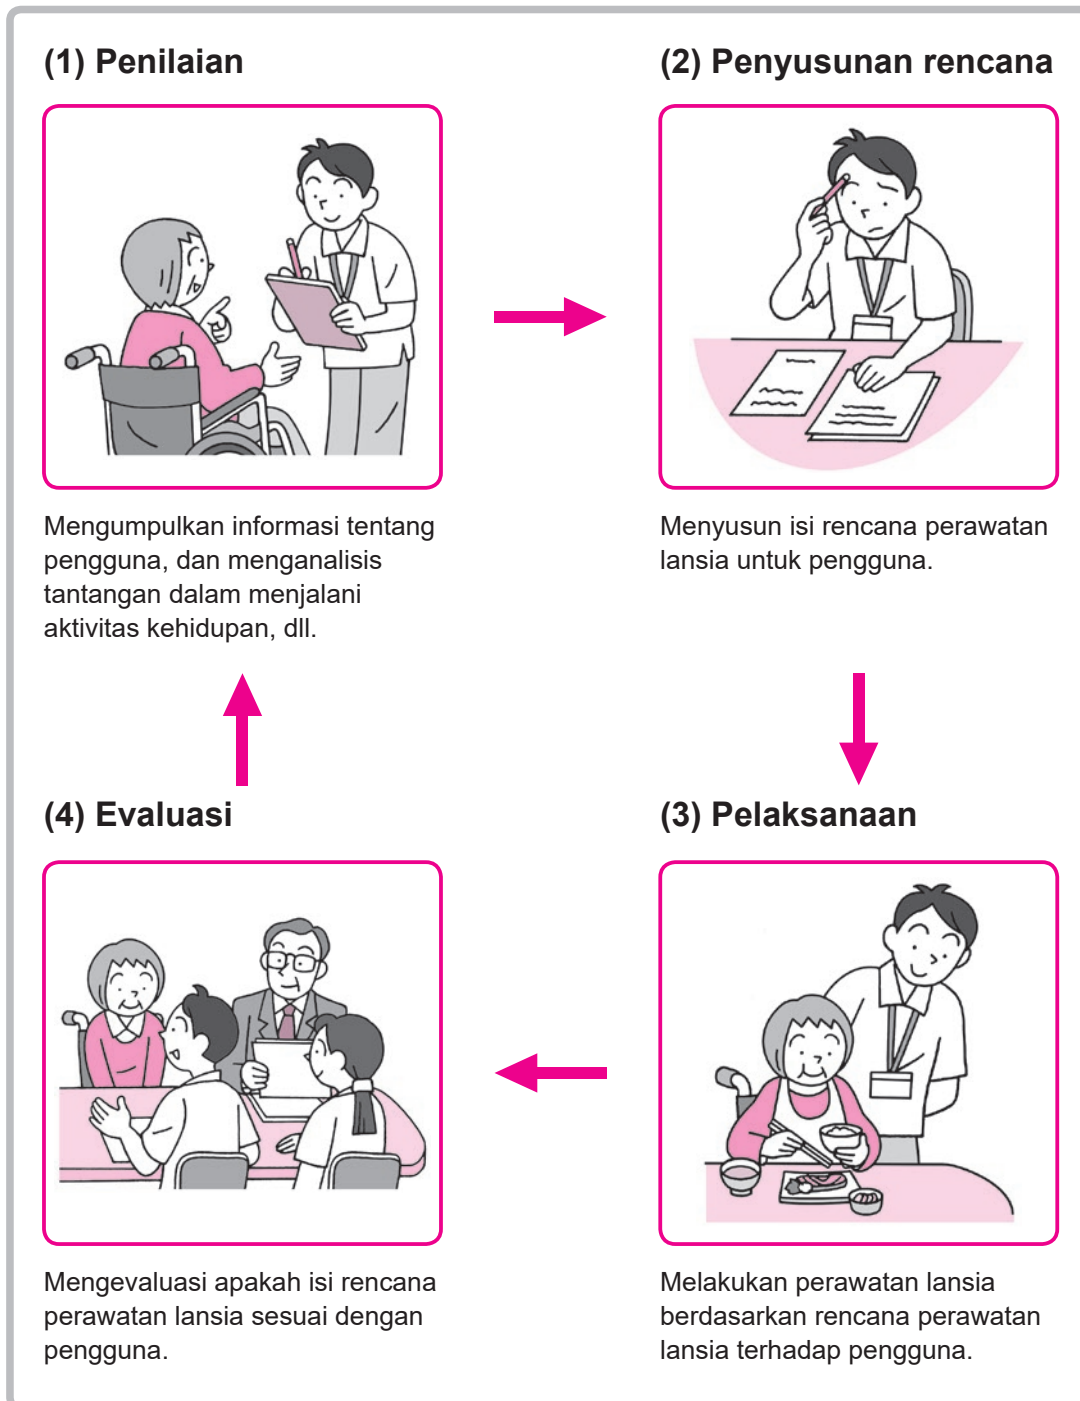 (1) Penilaian
Mengumpulkan informasi tentang
pengguna, dan menganalisis
tantangan dalam menjalani
aktivitas kehidupan, dll.
(2) Penyusunan rencana
Menyusun isi rencana perawatan
lansia untuk pengguna.
(3) Pelaksanaan
Melakukan perawatan lansia
berdasarkan rencana perawatan
lansia terhadap pengguna.
(4) Evaluasi
Mengevaluasi apakah isi rencana
perawatan lansia sesuai dengan
pengguna.